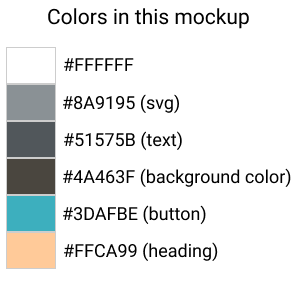 Colors in this mockup
#FFFFFF
#8A9195 (svg)
#51575B (text)
#4A463F (background color)
#3DAFBE (button)
#FFCA99 (heading)